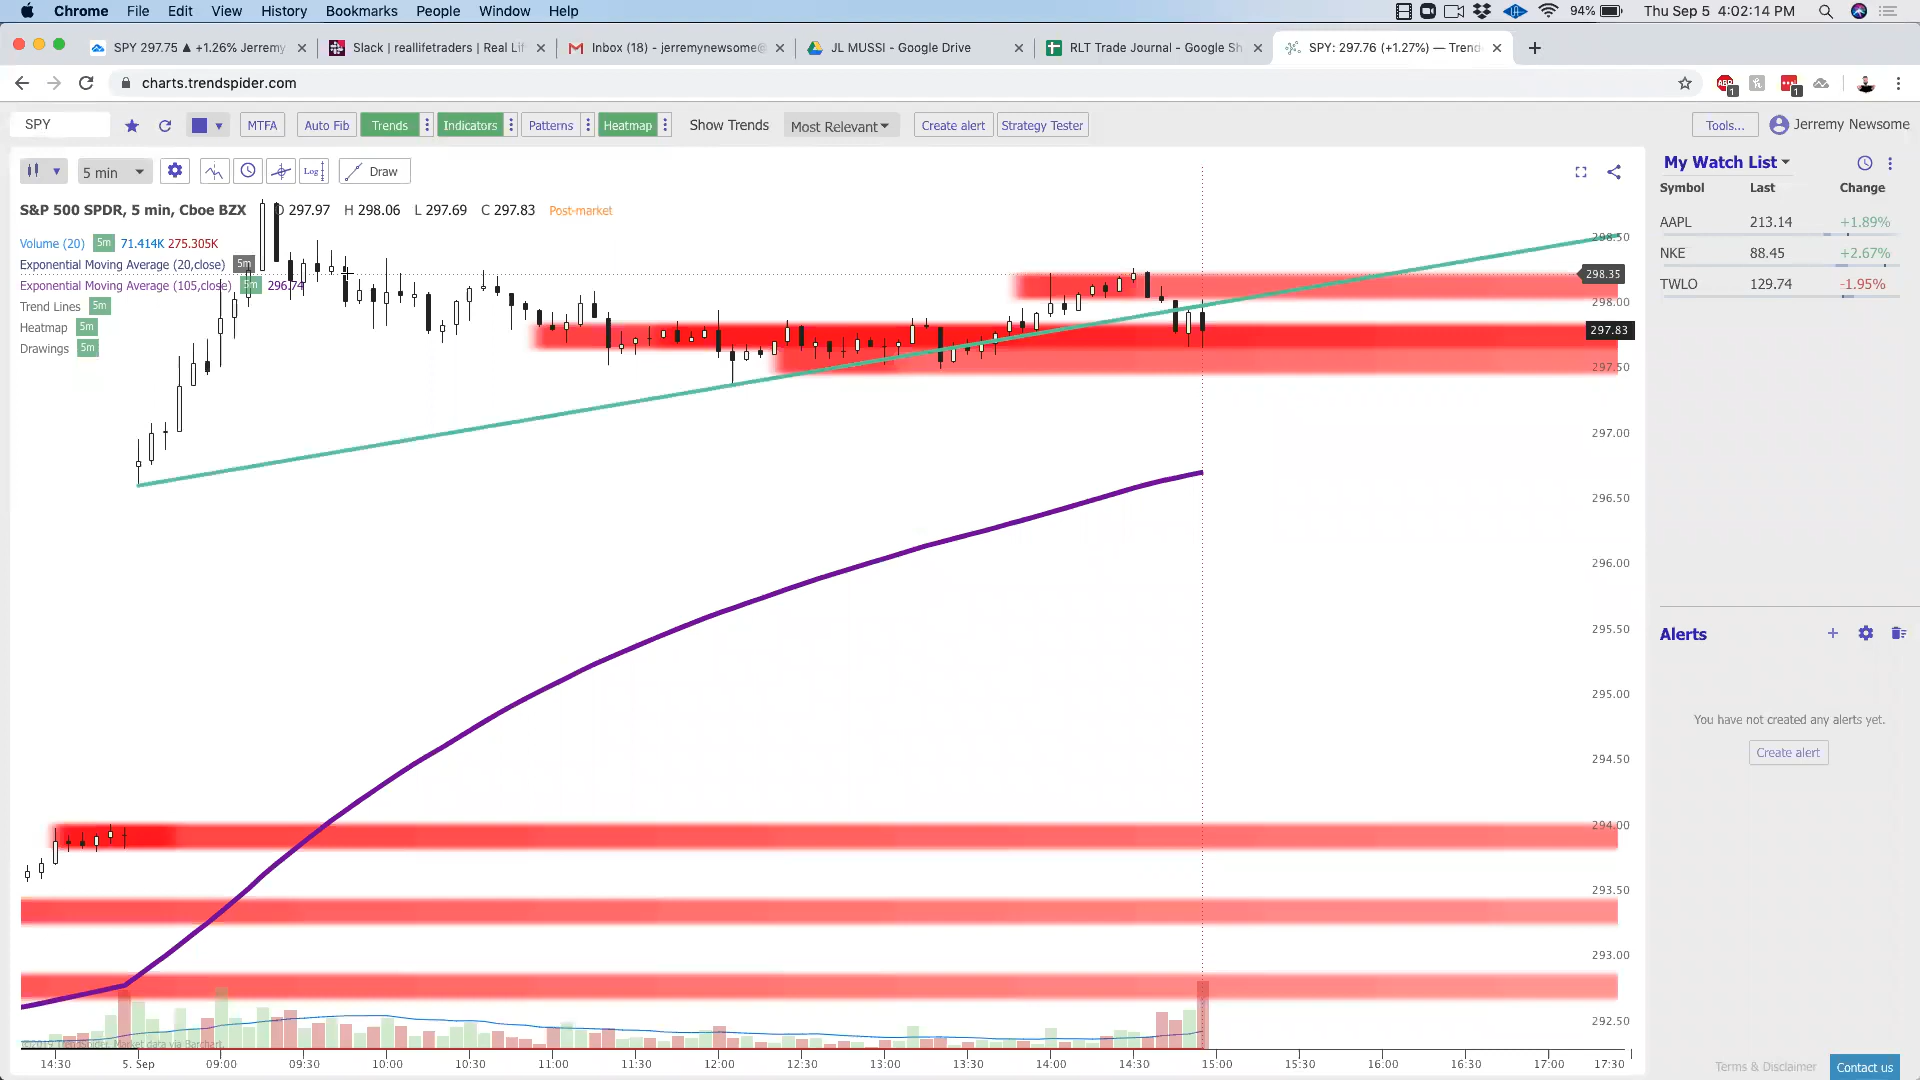 Chrome File Edit View History Bookmarks People Window Help 94% Thu Sep 5 4:02:14 PM
SPY 297.75 ▲ +1.26% Jerremy Slack | reallifetraders | Real Lif Inbox (18) - jerremynewsome@ JL MUSSI - Google Drive RLT Trade Journal - Google Sh SPY: 297.76 (+1.27%) — Trend
charts.trendspider.com
ABP 1 1
SPY MTFA Auto Fib Trends Indicators Patterns Heatmap Show Trends Most Relevant Create alert Strategy Tester Tools... Jerremy Newsome
5 min Log Draw
My Watch List
Symbol Last Change
AAPL 213.14 +1.89%
NKE 88.45 +2.67%
TWLO 129.74 -1.95%
S&P 500 SPDR, 5 min, Cboe BZX O 297.97 H 298.06 L 297.69 C 297.83 Post-market
Volume (20) 5m 71.414K 275.305K
Exponential Moving Average (20,close) 5m
Exponential Moving Average (105,close) 5m 296.74
Trend Lines 5m
Heatmap 5m
Drawings 5m
298.50
298.35
298.00
297.83
297.50
297.00
296.50
296.00
295.50
295.00
294.50
294.00
293.50
293.00
292.50
Alerts
You have not created any alerts yet.
Create alert
(c)2019 TrendSpider. Market data via Barchart.
14:30 5. Sep 09:00 09:30 10:00 10:30 11:00 11:30 12:00 12:30 13:00 13:30 14:00 14:30 15:00 15:30 16:00 16:30 17:00 17:30
Terms & Disclaimer Contact us